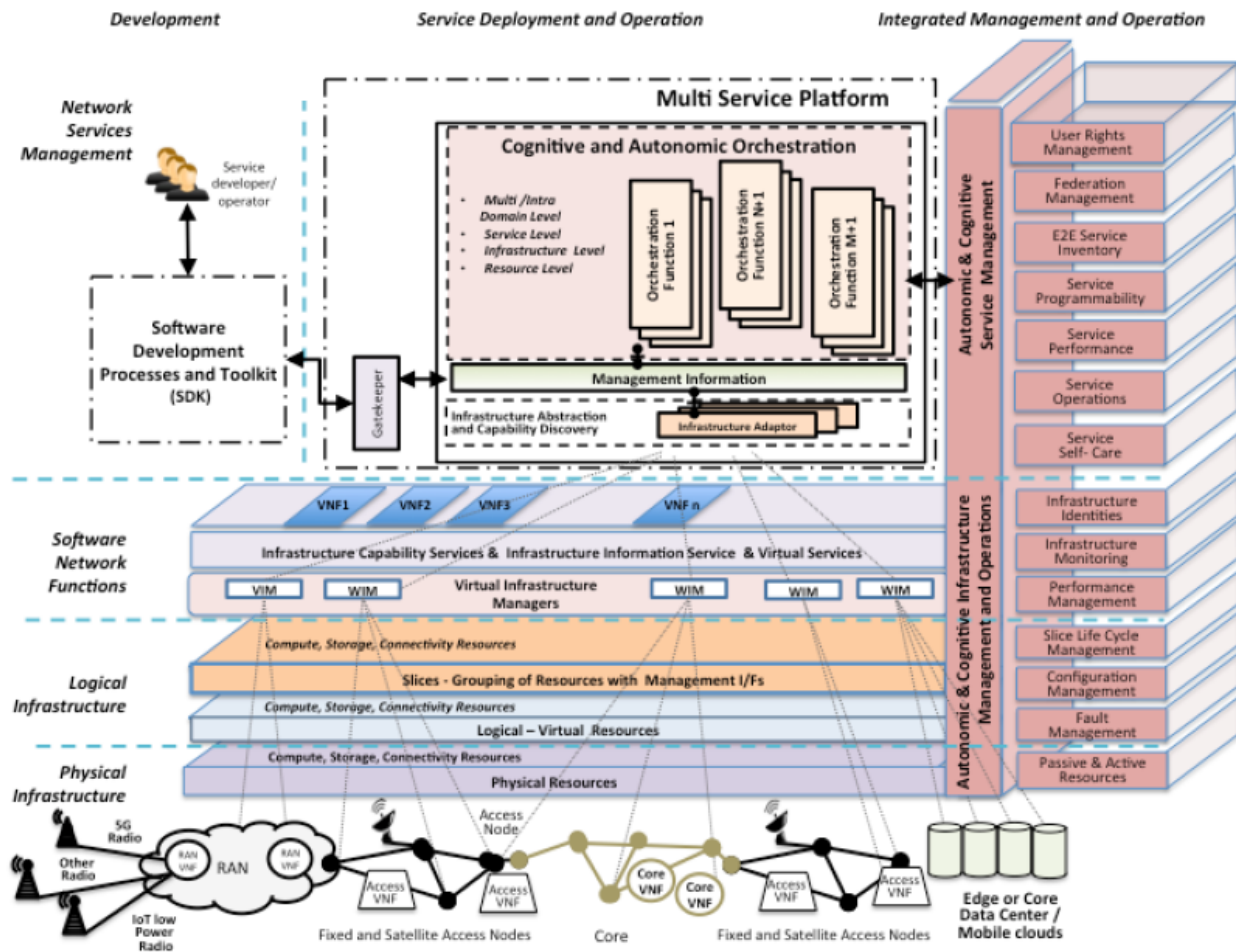 Development
Service Deployment and Operation
Integrated Management and Operation
Network
Services
Management
Service
developer/
operator
Software
Development
Processes and Toolkit
(SDK)
Gatekeeper
Multi Service Platform
Cognitive and Autonomic Orchestration
• Multi /Intra
Domain Level
• Service Level
• Infrastructure Level
• Resource Level
Orchestration
Function 1
Orchestration
Function N+1
Orchestration
Function M+1
Management Information
Infrastructure Abstraction
and Capability Discovery
Infrastructure Adaptor
Autonomic & Cognitive
Service Management
User Rights
Management
Federation
Management
E2E Service
Inventory
Service
Programmability
Service
Performance
Service
Operations
Service
Self- Care
Software
Network
Functions
VNF1
VNF2
VNF3
VNF n
Infrastructure Capability Services & Infrastructure Information Service & Virtual Services
VIM
WIM
Virtual Infrastructure
Managers
WIM
WIM
WIM
Autonomic & Cognitive Infrastructure
Management and Operations
Infrastructure
Identities
Infrastructure
Monitoring
Performance
Management
Slice Life Cycle
Management
Configuration
Management
Fault
Management
Passive & Active
Resources
Logical
Infrastructure
Compute, Storage, Connectivity Resources
Slices - Grouping of Resources with Management I/Fs
Compute, Storage, Connectivity Resources
Logical – Virtual Resources
Physical
Infrastructure
Compute, Storage, Connectivity Resources
Physical Resources
5G
Radio
Other
Radio
IoT low
Power
Radio
RAN
VNF
RAN
RAN
VNF
Access
Node
Access
VNF
Access
VNF
Fixed and Satellite Access Nodes
Core
VNF
Core
VNF
Core
Access
VNF
Access
VNF
Fixed and Satellite Access Nodes
Edge or Core
Data Center /
Mobile clouds